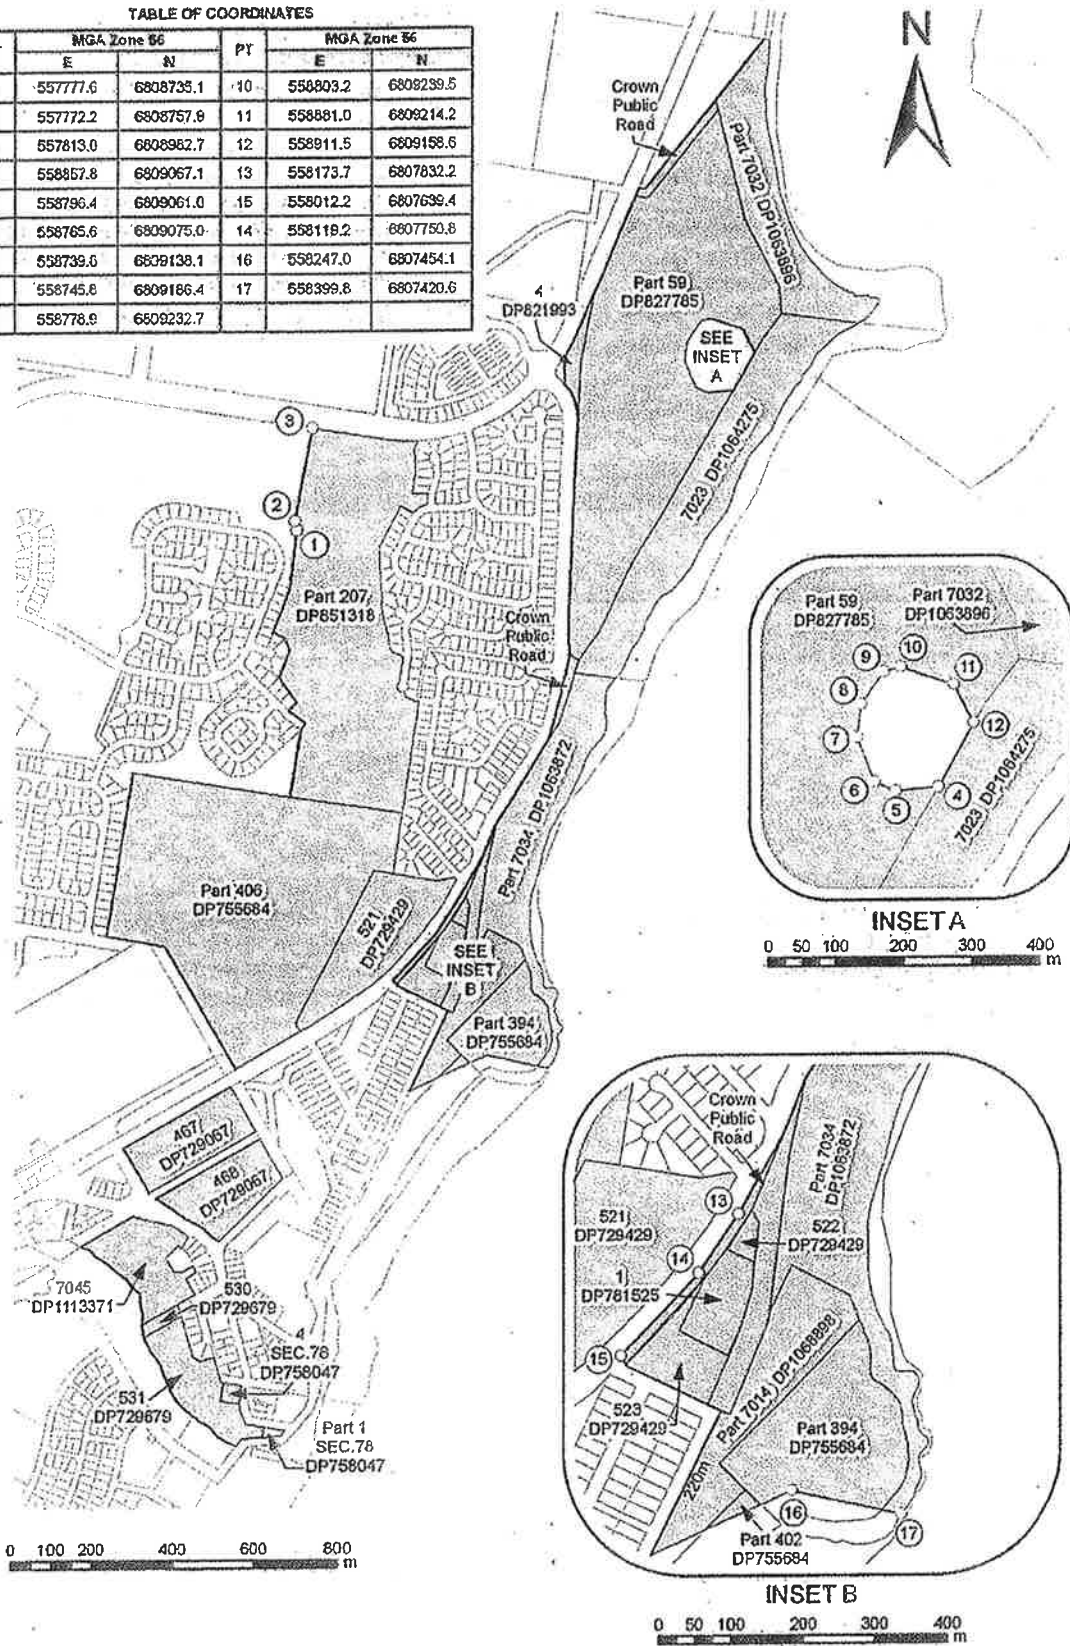 TABLE OF COORDINATES
MGA Zone 56 PT MGA Zone 56
E N E N
557777.6 6808735.1 10 558803.2 6809239.5
557772.2 6808757.9 11 558881.0 6809214.2
557813.0 6808982.7 12 558911.5 6809158.6
558857.8 6809067.1 13 558173.7 6807832.2
558796.4 6809061.0 15 558012.2 6807639.4
558765.6 6809075.0 14 558119.2 6807750.8
558739.6 6809138.1 16 558247.0 6807454.1
558745.8 6809186.4 17 558399.8 6807420.6
558778.9 6809232.7
N
Crown
Public
Road
Part 7032 DP1063896
Part 59
DP827785
4
DP821993
SEE
INSET
A
7023 DP1064275
3
2
1
Part 207
DP851318
Crown
Public
Road
Part 7034 DP1063872
Part 406
DP755684
521
DP729429
SEE
INSET
B
Part 394
DP755684
467
DP729067
468
DP729067
7045
DP1113371
530
DP729679
4
SEC.78
DP758047
531
DP729679
Part 1
SEC.78
DP758047
0 100 200 400 600 800
m
Part 59
DP827785
Part 7032
DP1063896
10
9
11
8
12
7
6
5
4
7023 DP1064275
INSET A
0 50 100 200 300 400
m
Crown
Public
Road
Part 7034
DP1063872
13
521
DP729429
522
DP729429
14
1
DP781525
15
523
DP729429
Part 7014 DP1068898
Part 394
DP755684
220m
16
17
Part 402
DP755684
INSET B
0 50 100 200 300 400
m